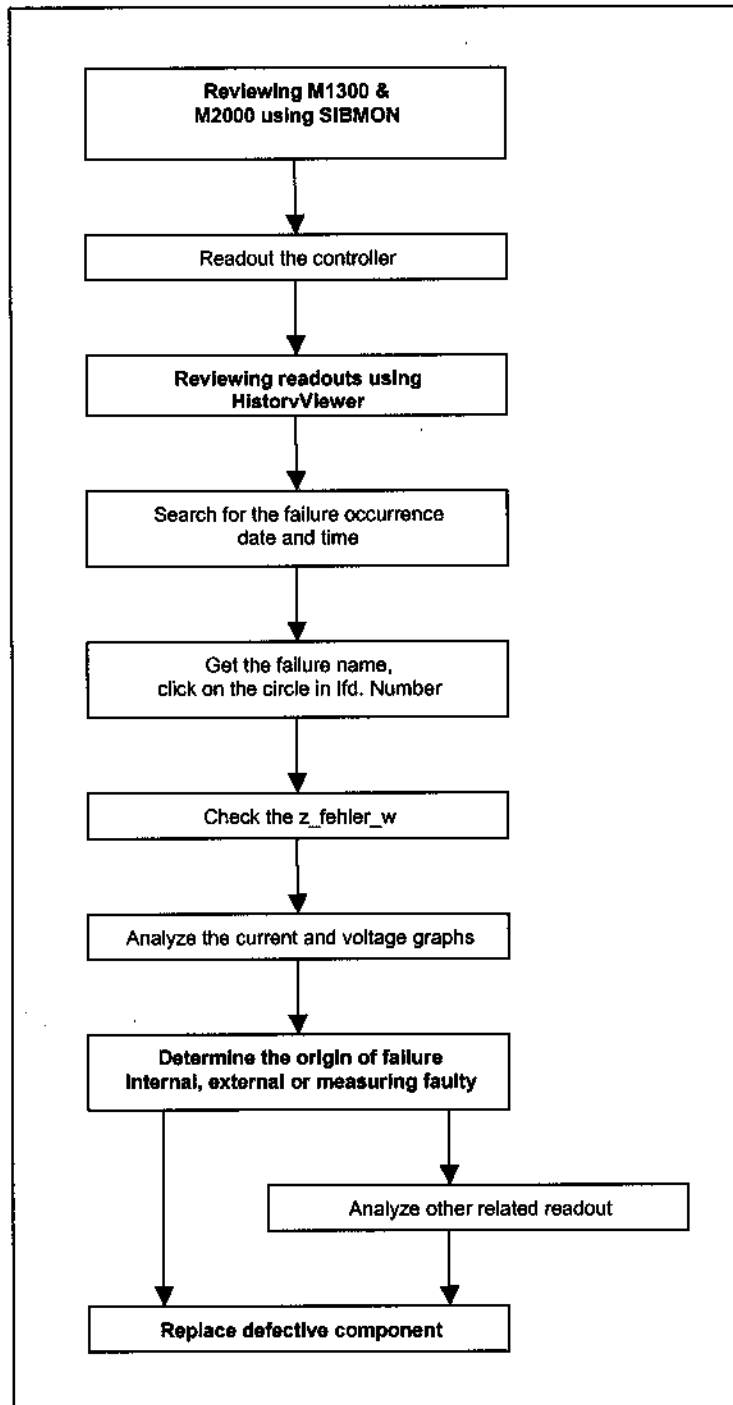 Reviewing M1300 &
M2000 using SIBMON
Readout the controller
Reviewing readouts using
HistoryViewer
Search for the failure occurrence
date and time
Get the failure name,
click on the circle in lfd. Number
Check the z_fehler_w
Analyze the current and voltage graphs
Determine the origin of failure
Internal, external or measuring faulty
Analyze other related readout
Replace defective component